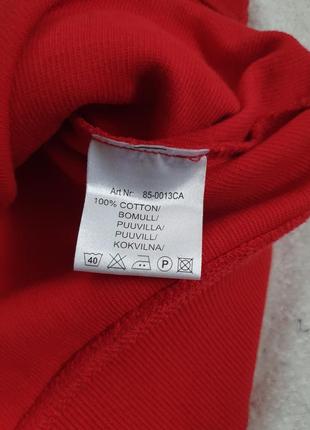 Art Nr: 85-0013CA
100% COTTON/
BOMULL/
PUUVILLA/
PUUVILL/
KOKVILNA/
40 P